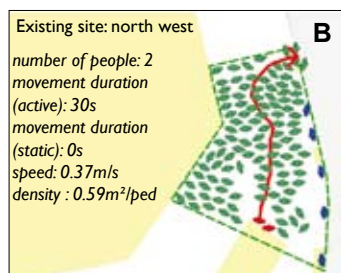 Existing site: north west
B
number of people: 2
movement duration
(active): 30s
movement duration
(static): 0s
speed: 0.37m/s
density : 0.59m²/ped